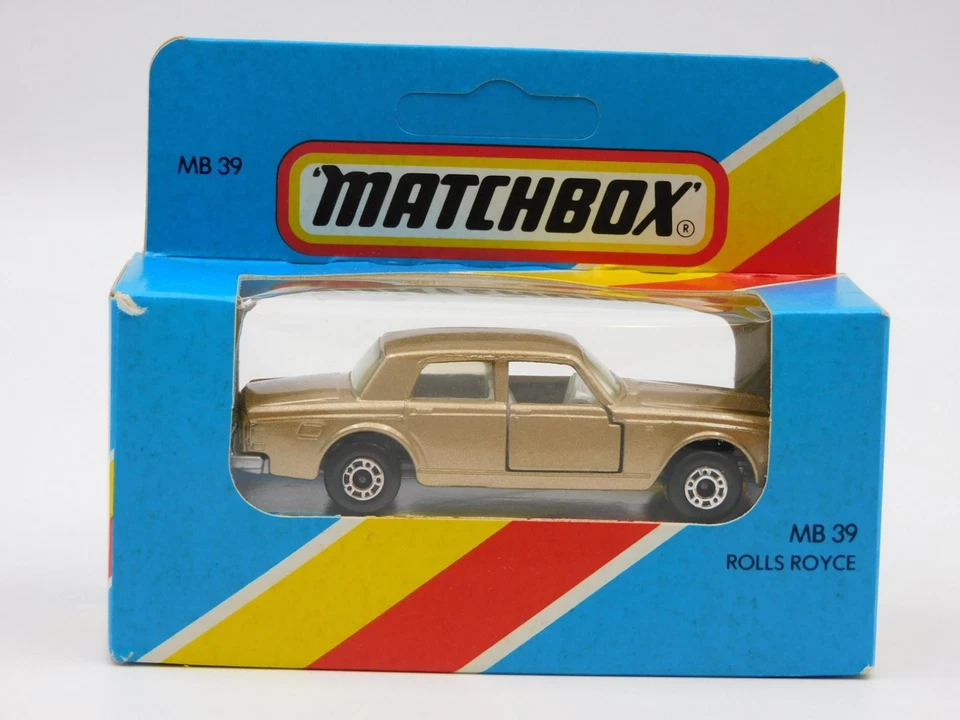 MB 39
'MATCHBOX'®
MB 39
ROLLS ROYCE